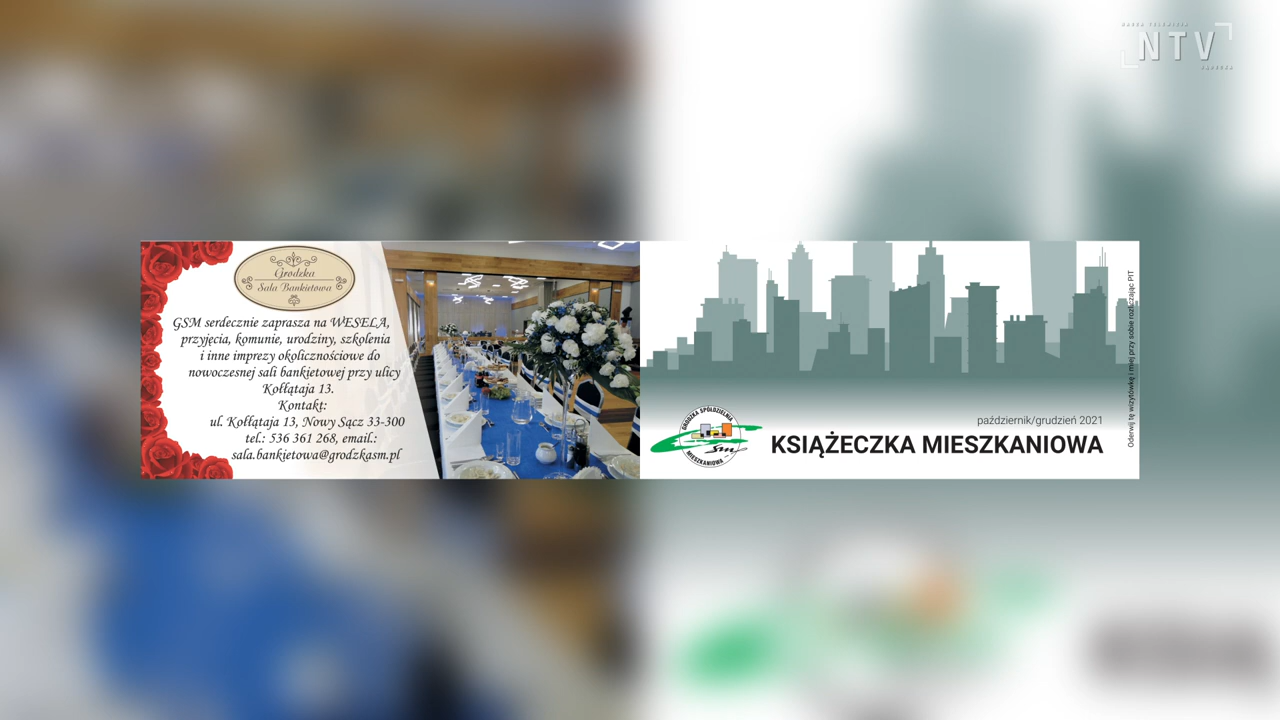 NTV
Grodzka
Sala Bankietowa
GSM serdecznie zaprasza na WESELA,
przyjęcia, komunie, urodziny, szkolenia
i inne imprezy okolicznościowe do
nowoczesnej sali bankietowej przy ulicy
Kołłątaja 13.
Kontakt:
ul. Kołłątaja 13, Nowy Sącz 33-300
tel.: 536 361 268, email.:
sala.bankietowa@grodzkasm.pl
GRODZKA SPÓŁDZIELNIA
MIESZKANIOWA
sm
październik/grudzień 2021
KSIĄŻECZKA MIESZKANIOWA
Oderwij tę wizytówkę i miej przy sobie rozliczając PIT